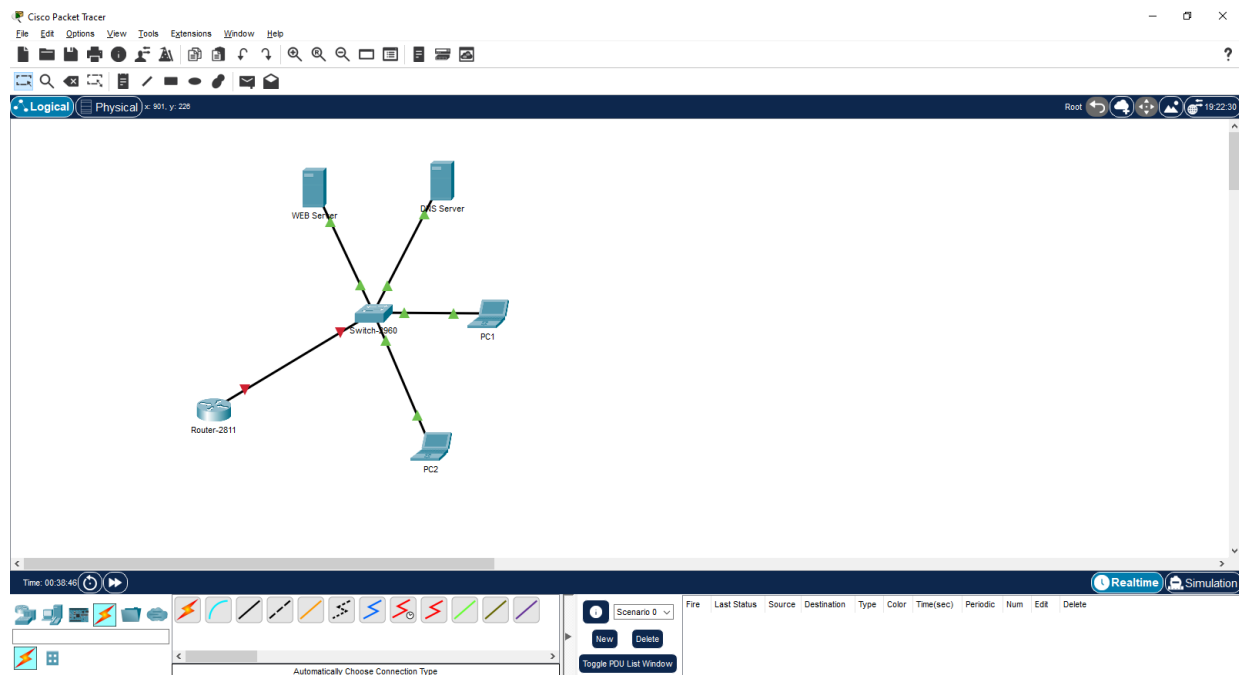 Cisco Packet Tracer
File Edit Options View Tools Extensions Window Help
?
Logical Physical x: 901, y: 226 Root 19:22:30
WEB Server DNS Server
Switch-2960
PC1
Router-2811
PC2
Time: 00:38:46 Realtime Simulation
Scenario 0 Fire Last Status Source Destination Type Color Time(sec) Periodic Num Edit Delete
New Delete
Toggle PDU List Window
Automatically Choose Connection Type